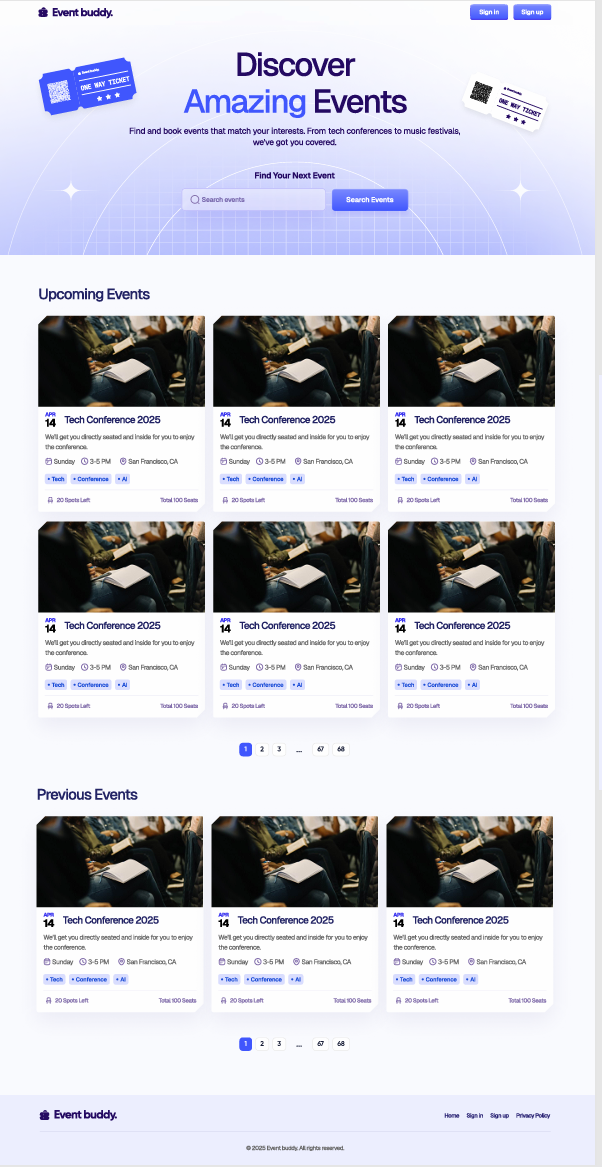 Event buddy.
Sign in
Sign up
Discover
Amazing Events
Event buddy
ONE WAY TICKET
ONE WAY TICKET
Find and book events that match your interests. From tech conferences to music festivals,
we've got you covered.
Find Your Next Event
Search events
Search Events
Upcoming Events
APR
14
Tech Conference 2025
We'll get you directly seated and inside for you to enjoy
the conference.
Sunday 3-5 PM San Francisco, CA
Tech Conference AI
20 Spots Left Total 100 Seats
APR
14
Tech Conference 2025
We'll get you directly seated and inside for you to enjoy
the conference.
Sunday 3-5 PM San Francisco, CA
Tech Conference AI
20 Spots Left Total 100 Seats
APR
14
Tech Conference 2025
We'll get you directly seated and inside for you to enjoy
the conference.
Sunday 3-5 PM San Francisco, CA
Tech Conference AI
20 Spots Left Total 100 Seats
APR
14
Tech Conference 2025
We'll get you directly seated and inside for you to enjoy
the conference.
Sunday 3-5 PM San Francisco, CA
Tech Conference AI
20 Spots Left Total 100 Seats
APR
14
Tech Conference 2025
We'll get you directly seated and inside for you to enjoy
the conference.
Sunday 3-5 PM San Francisco, CA
Tech Conference AI
20 Spots Left Total 100 Seats
APR
14
Tech Conference 2025
We'll get you directly seated and inside for you to enjoy
the conference.
Sunday 3-5 PM San Francisco, CA
Tech Conference AI
20 Spots Left Total 100 Seats
1 2 3 ... 67 68
Previous Events
APR
14
Tech Conference 2025
We'll get you directly seated and inside for you to enjoy
the conference.
Sunday 3-5 PM San Francisco, CA
Tech Conference AI
20 Spots Left Total 100 Seats
APR
14
Tech Conference 2025
We'll get you directly seated and inside for you to enjoy
the conference.
Sunday 3-5 PM San Francisco, CA
Tech Conference AI
20 Spots Left Total 100 Seats
APR
14
Tech Conference 2025
We'll get you directly seated and inside for you to enjoy
the conference.
Sunday 3-5 PM San Francisco, CA
Tech Conference AI
20 Spots Left Total 100 Seats
1 2 3 ... 67 68
Event buddy.
Home Sign in Sign up Privacy Policy
© 2025 Event buddy. All rights reserved.